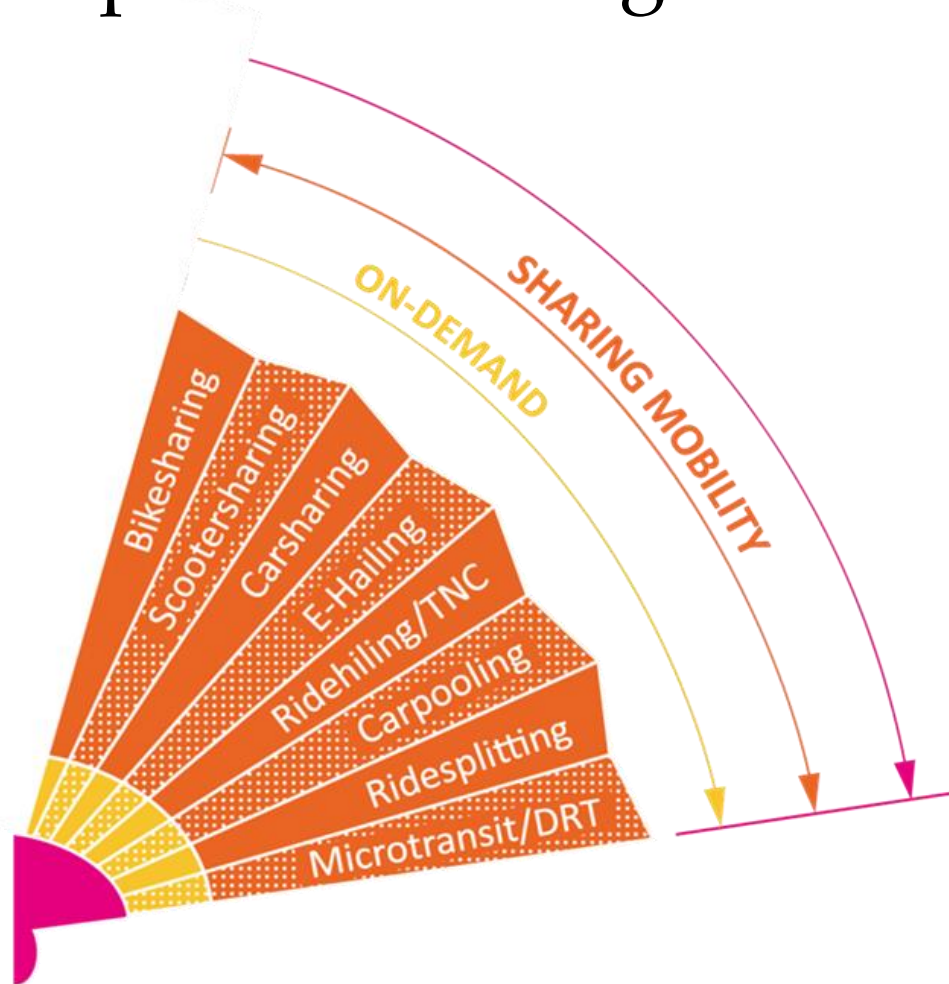 SHARING MOBILITY
ON-DEMAND
Bikesharing
Scootersharing
Carsharing
E-Hailing
Ridehiling/TNC
Carpooling
Ridesplitting
Microtransit/DRT